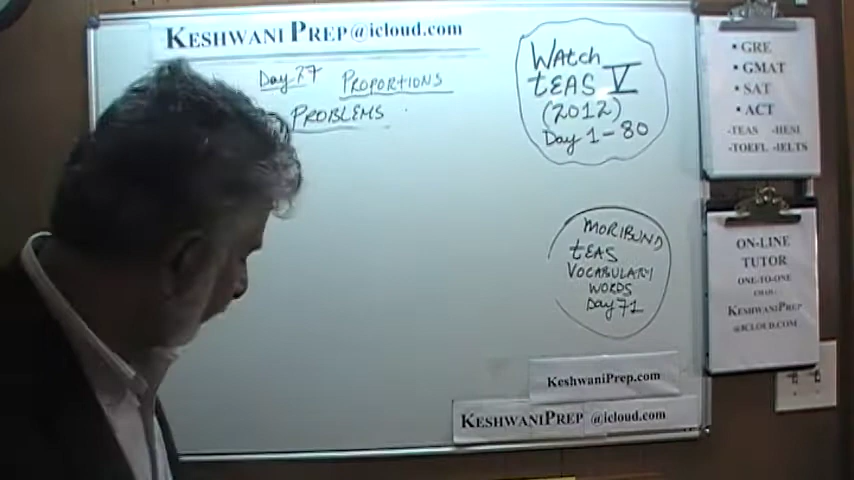 KESHWANI PREP@icloud.com
Day 27 PROPORTIONS
PROBLEMS
WAtch
tEAS V
(2012)
Day 1-80
MORIBUND
tEAS
VOCABULARY
WORDS
Day 71
• GRE
• GMAT
• SAT
• ACT
-TEAS -HESI
-TOEFL -IELTS
ON-LINE
TUTOR
ONE-TO-ONE
KESHWANIPREP
@ICLOUD.COM
KESHWANIPREP.COM
KESHWANIPREP @icloud.com